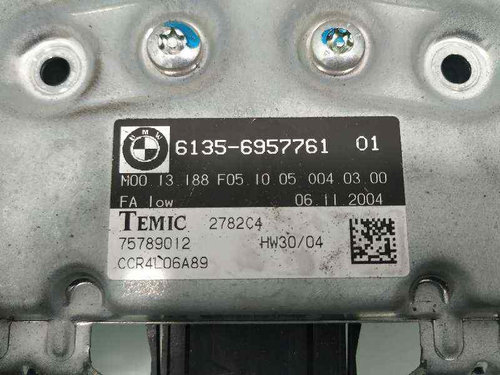 BMW
6135-6957761 01
M00 13.188 F05.10.05 004.03.00
FA low 06.11.2004
TEMIC 2782C4
75789012 HW30/04
CCR4L06A89